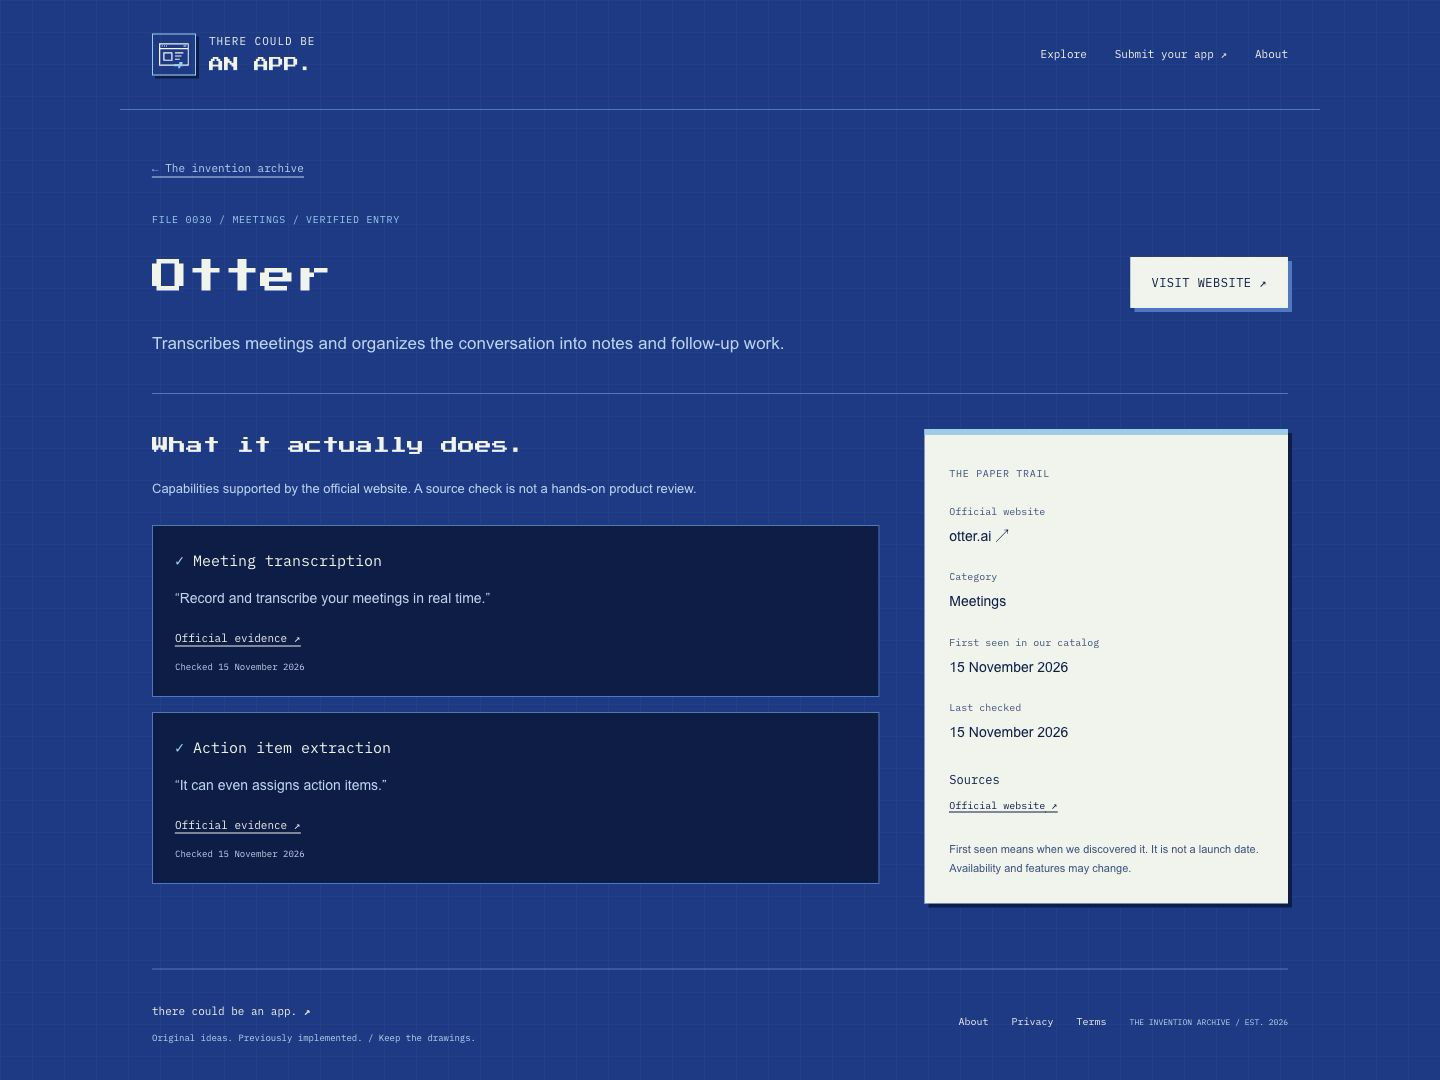 THERE COULD BE
AN APP.
Explore
Submit your app ↗
About
← The invention archive
FILE 0030 / MEETINGS / VERIFIED ENTRY
Otter
VISIT WEBSITE ↗
Transcribes meetings and organizes the conversation into notes and follow-up work.
What it actually does.
Capabilities supported by the official website. A source check is not a hands-on product review.
✓ Meeting transcription
“Record and transcribe your meetings in real time.”
Official evidence ↗
Checked 15 November 2026
✓ Action item extraction
“It can even assigns action items.”
Official evidence ↗
Checked 15 November 2026
THE PAPER TRAIL
Official website
otter.ai ↗
Category
Meetings
First seen in our catalog
15 November 2026
Last checked
15 November 2026
Sources
Official website ↗
First seen means when we discovered it. It is not a launch date.
Availability and features may change.
there could be an app. ↗
Original ideas. Previously implemented. / Keep the drawings.
About
Privacy
Terms
THE INVENTION ARCHIVE / EST. 2026